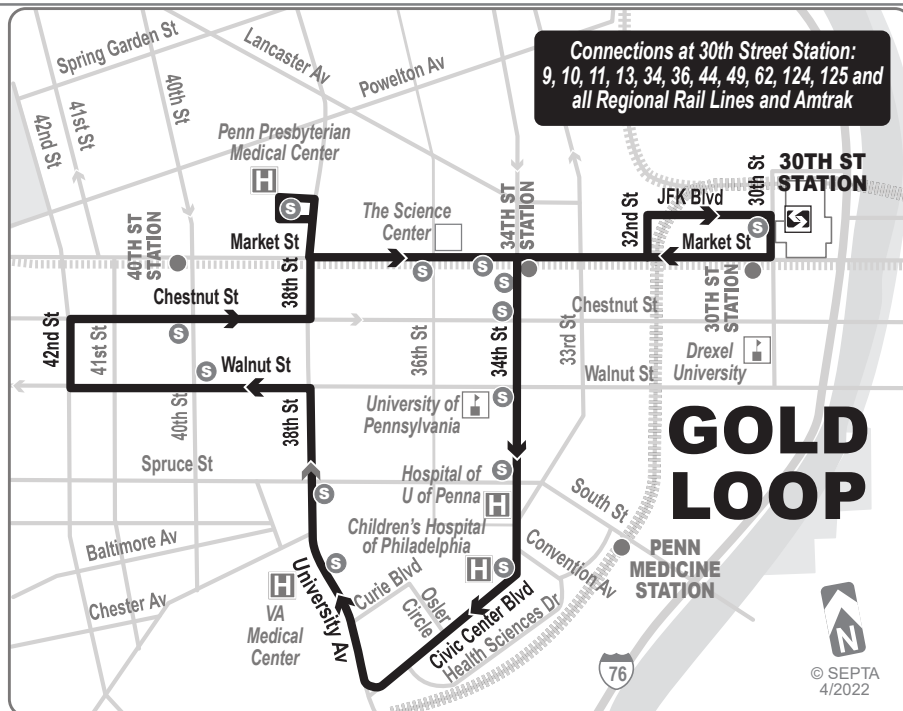 Connections at 30th Street Station:
9, 10, 11, 13, 34, 36, 44, 49, 62, 124, 125 and
all Regional Rail Lines and Amtrak
Spring Garden St
Lancaster Av
Powelton Av
40th St
41st St
42nd St
Penn Presbyterian
Medical Center
H
S
The Science
Center
34TH ST
STATION
32nd St
JFK Blvd
30th St
30TH ST
STATION
S
S
Market St
Market St
40TH ST
STATION
38th St
S
S
S
30TH ST
STATION
Chestnut St
Chestnut St
S
S
42nd St
41st St
36th St
34th St
33rd St
Drexel
University
S
Walnut St
Walnut St
40th St
38th St
University of
Pennsylvania
S
GOLD
LOOP
Spruce St
Hospital of
U of Penna
H
S
S
South St
Children's Hospital
of Philadelphia
H
S
Convention Av
PENN
MEDICINE
STATION
Baltimore Av
Chester Av
S
H
VA
Medical
Center
University Av
Curie Blvd
Osler
Circle
Civic Center Blvd
Health Sciences Dr
76
N
© SEPTA
4/2022